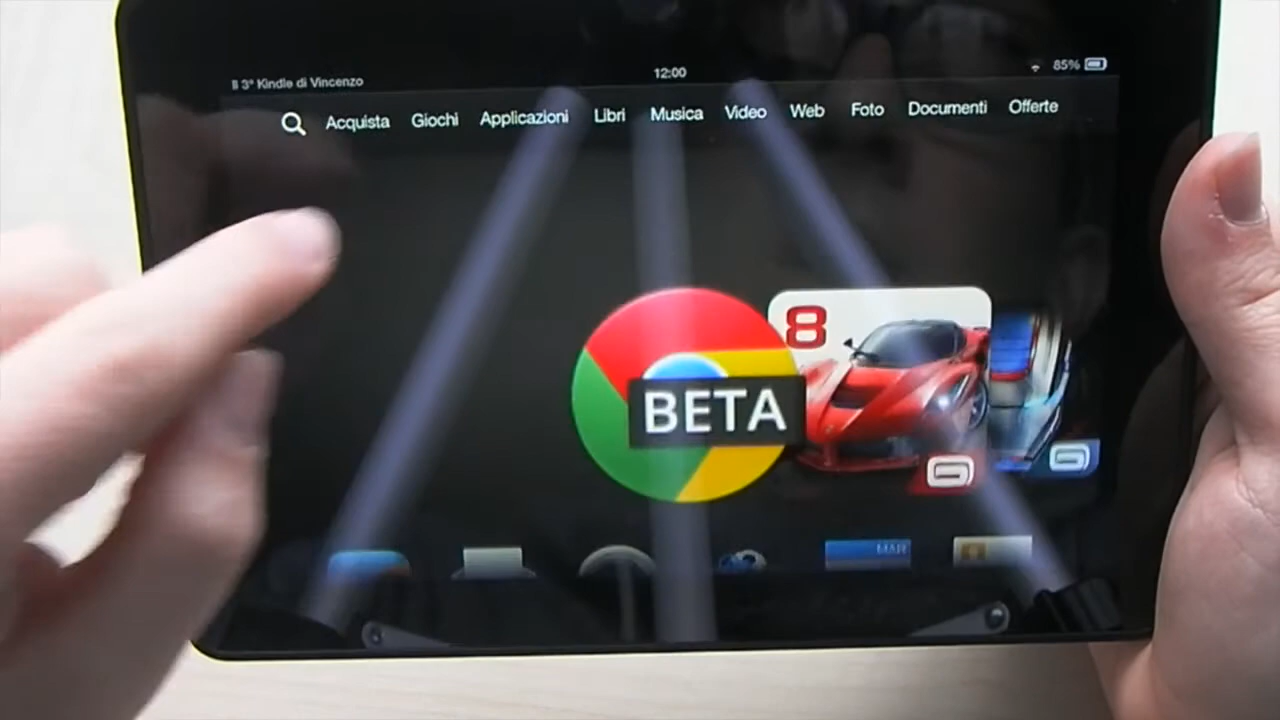 Il 3° Kindle di Vincenzo 12:00 85%
Acquista Giochi Applicazioni Libri Musica Video Web Foto Documenti Offerte
8
BETA
MAR